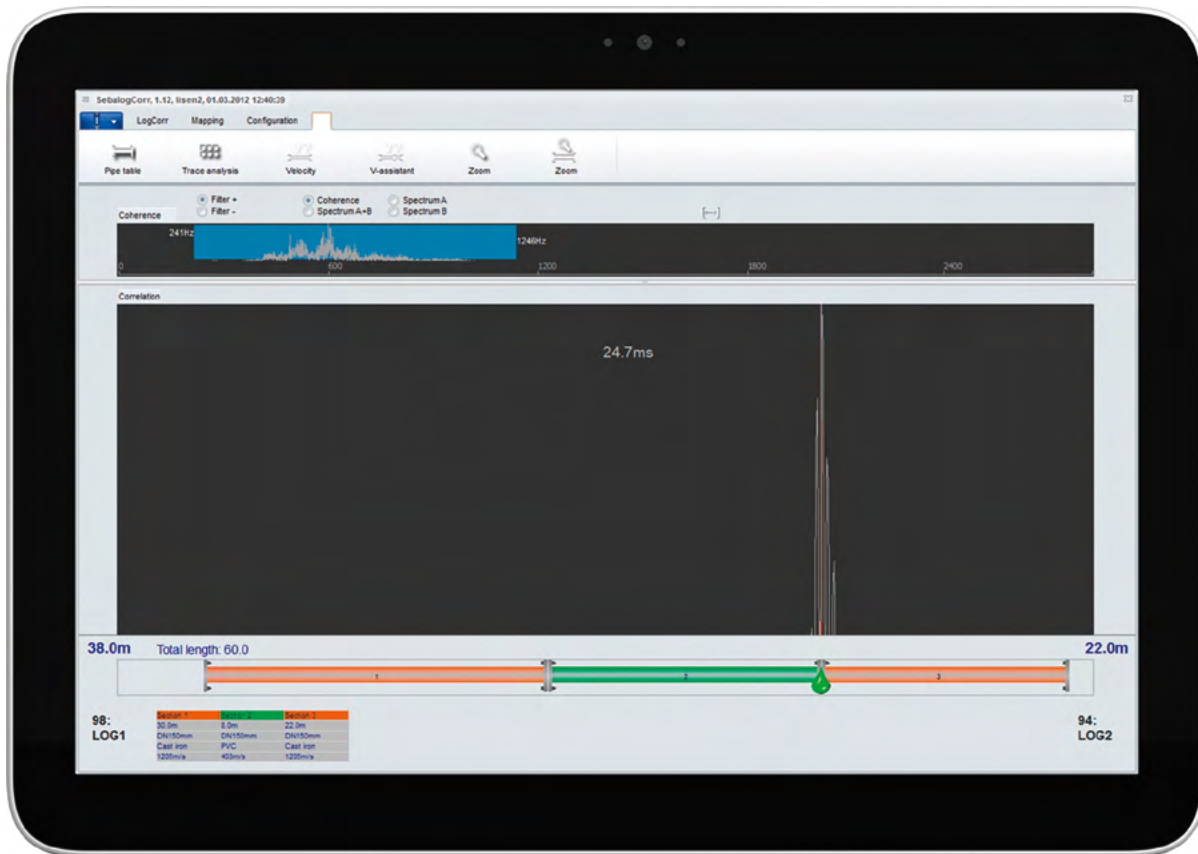 SebalogCorr, 1.12, lisen2, 01.03.2012 12:40:39
LogCorr Mapping Configuration
Pipe table Trace analysis Velocity V-assistant Zoom Zoom
Filter + Coherence Spectrum A
Filter - Spectrum A+B Spectrum B
Coherence
241Hz
1246Hz
0 600 1200 1800 2400
Correlation
24.7ms
38.0m Total length: 60.0 22.0m
1 2 3
98: 94:
LOG1 LOG2
Section 1 Section 2 Section 3
30.0m 8.0m 22.0m
DN150mm DN150mm DN150mm
Cast iron PVC Cast iron
1205m/s 403m/s 1205m/s